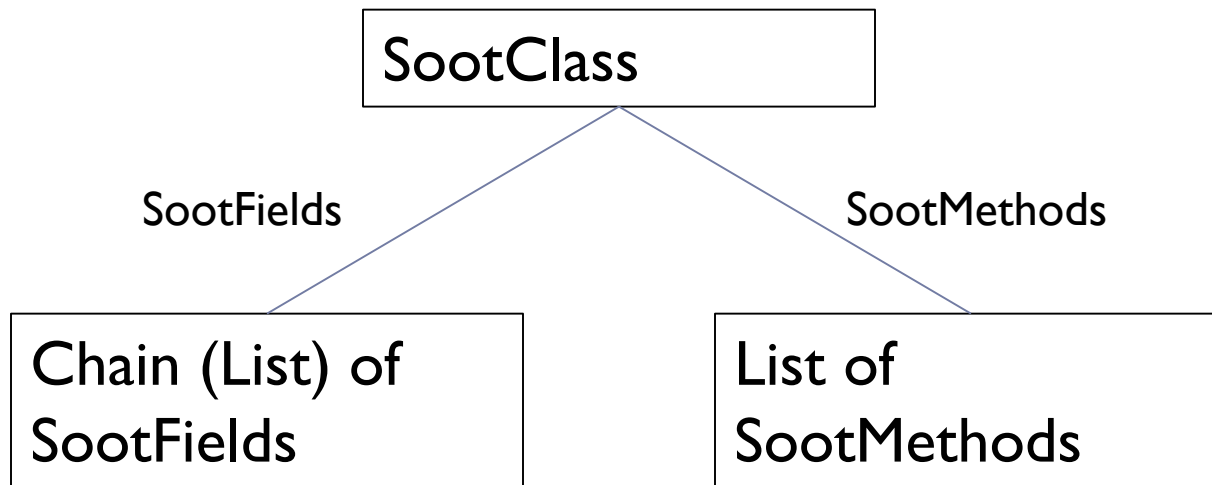 SootClass
SootFields
SootMethods
Chain (List) of
SootFields
List of
SootMethods